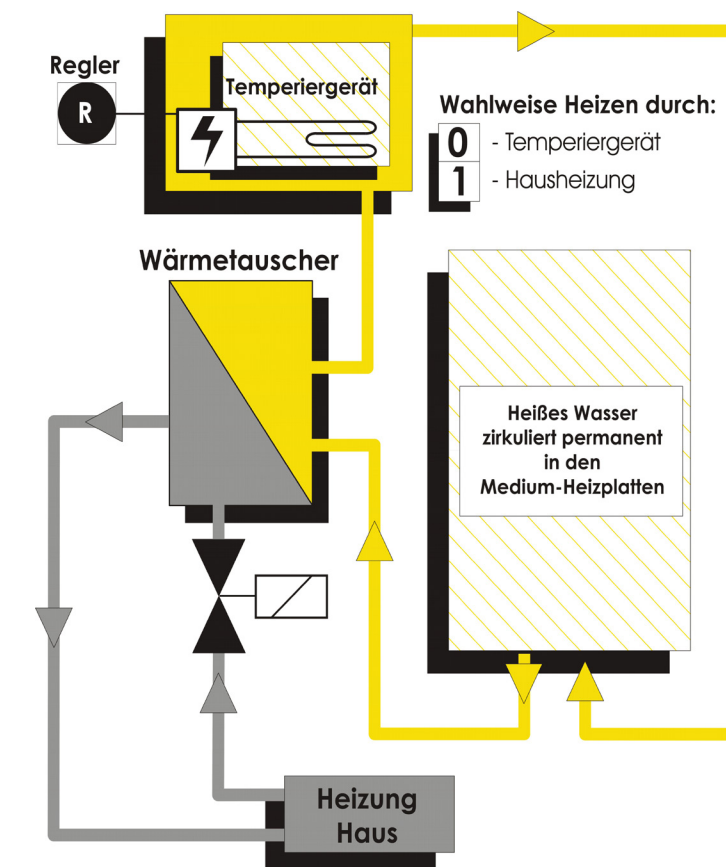 Regler
R
Temperiergerät
Wahlweise Heizen durch:
0 - Temperiergerät
1 - Hausheizung
Wärmetauscher
Heißes Wasser
zirkuliert permanent
in den
Medium-Heizplatten
Heizung
Haus